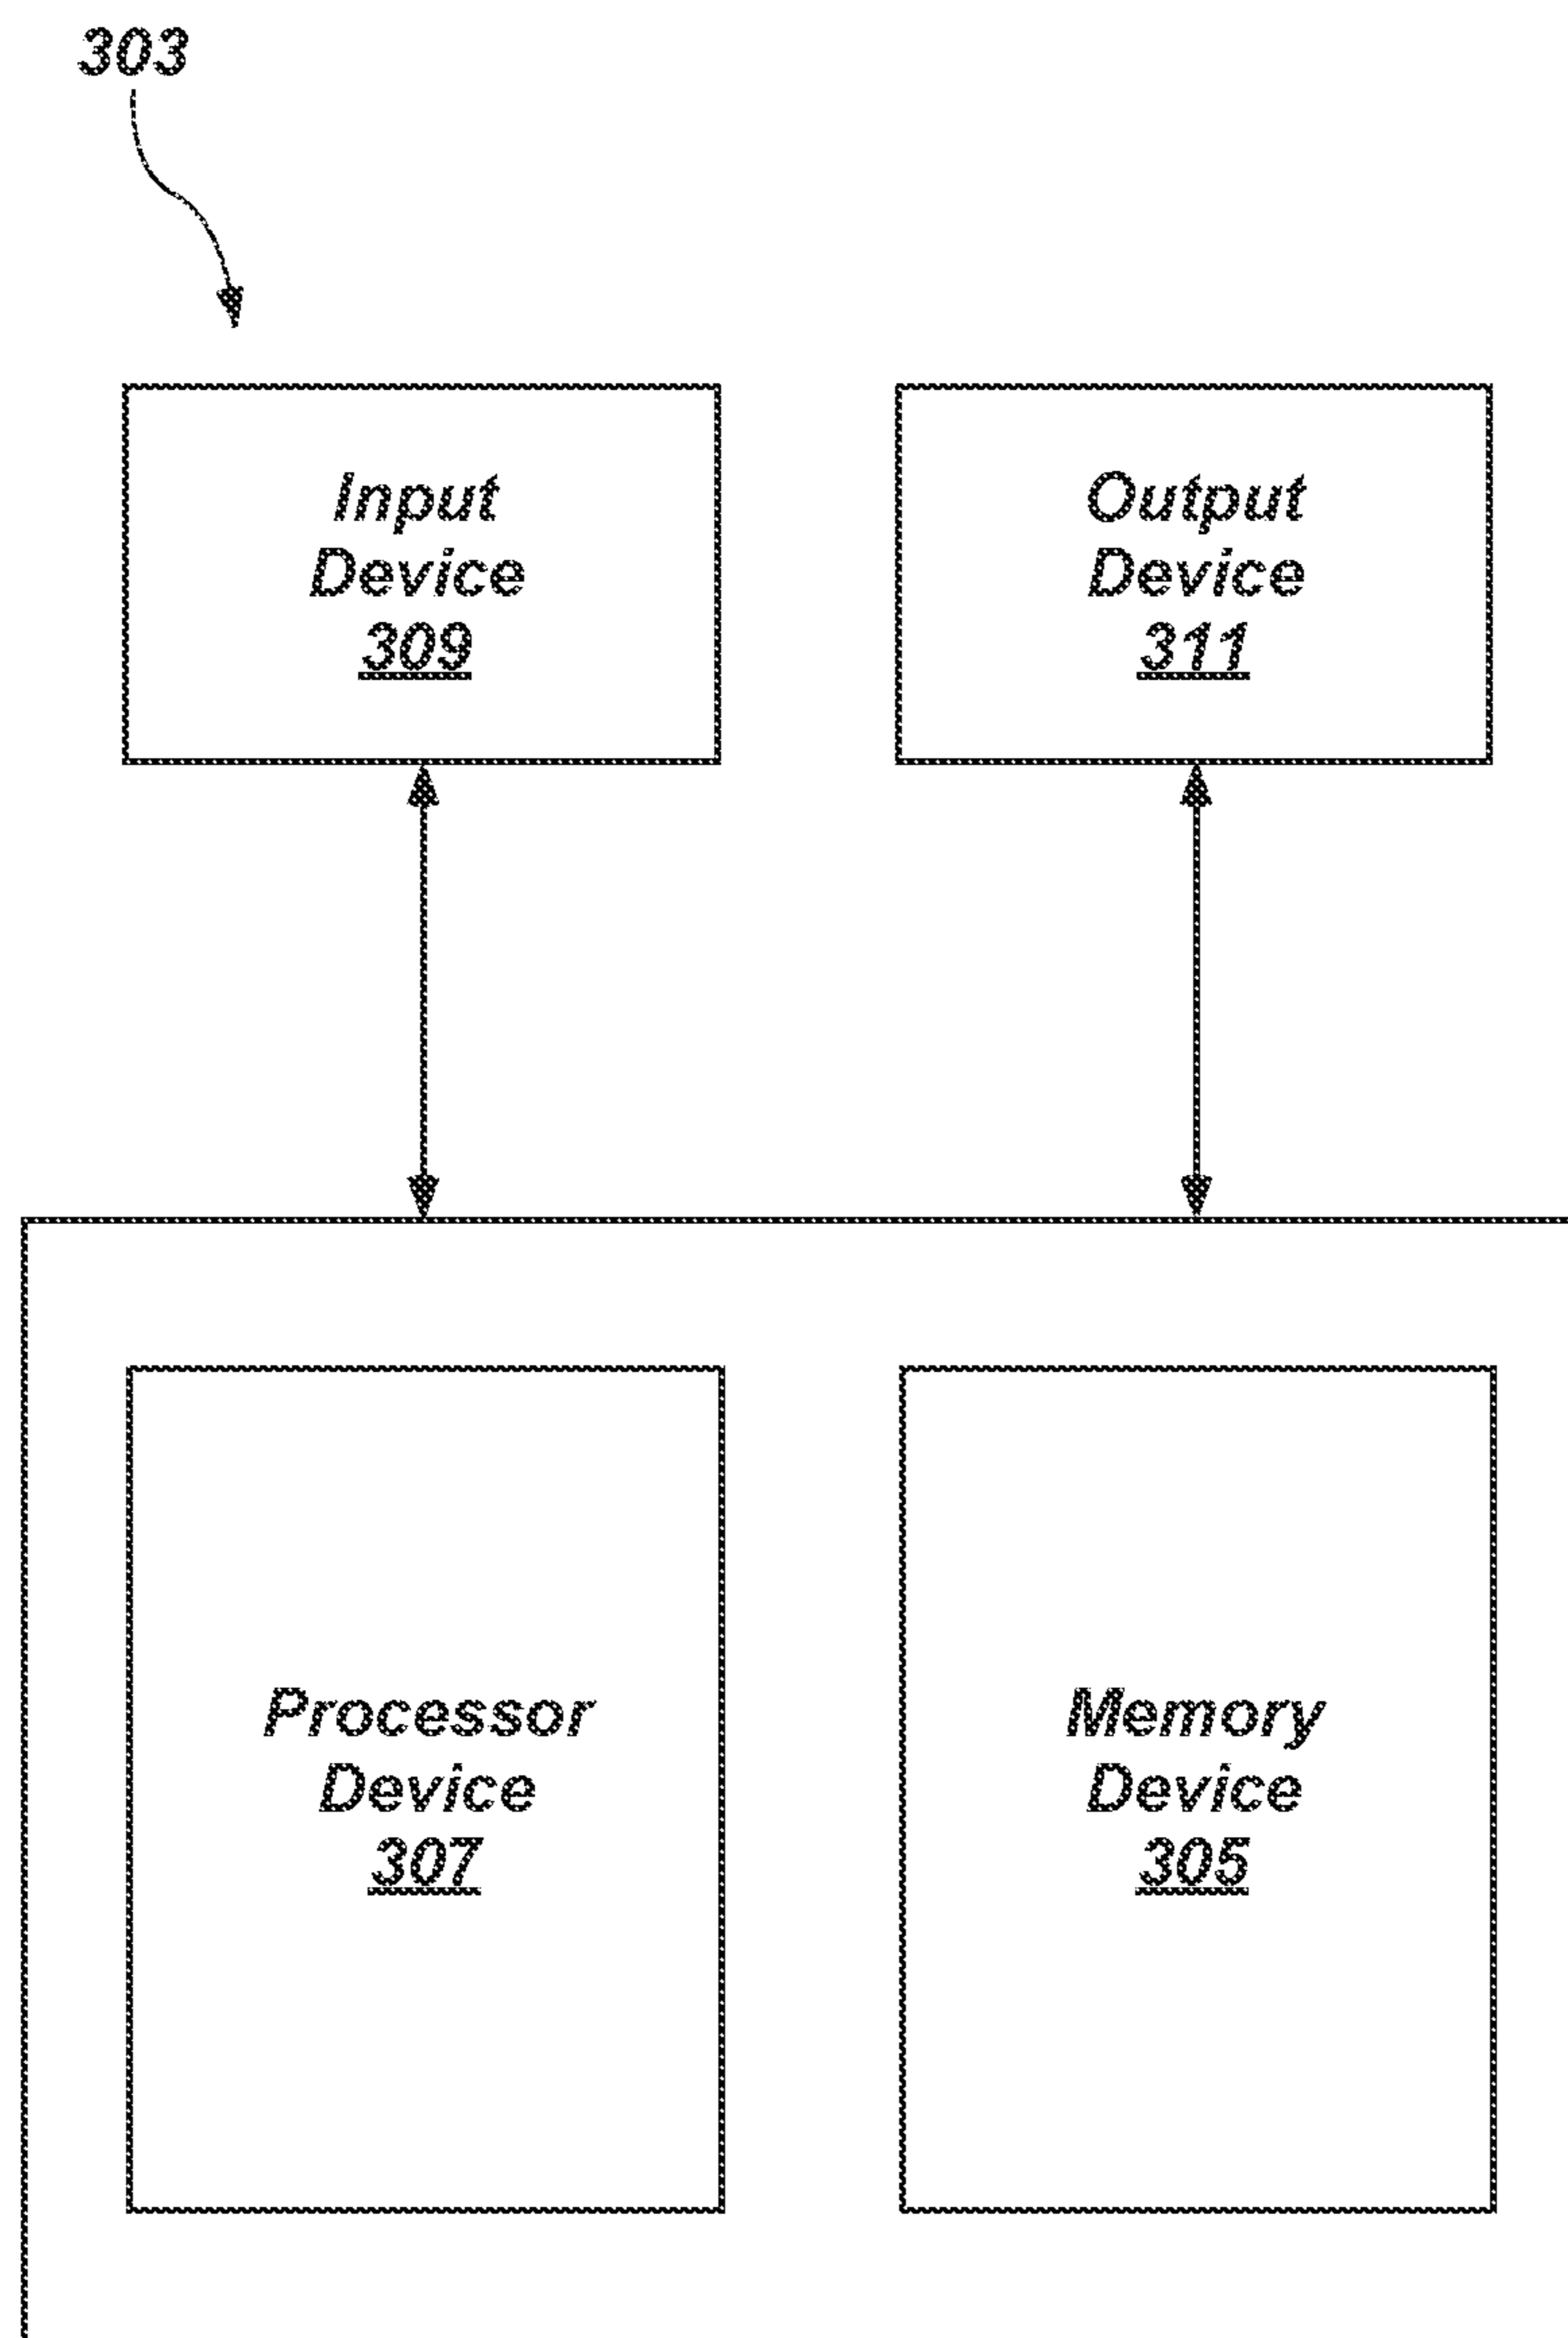 303
Input
Device
309
Output
Device
311
Processor
Device
307
Memory
Device
305